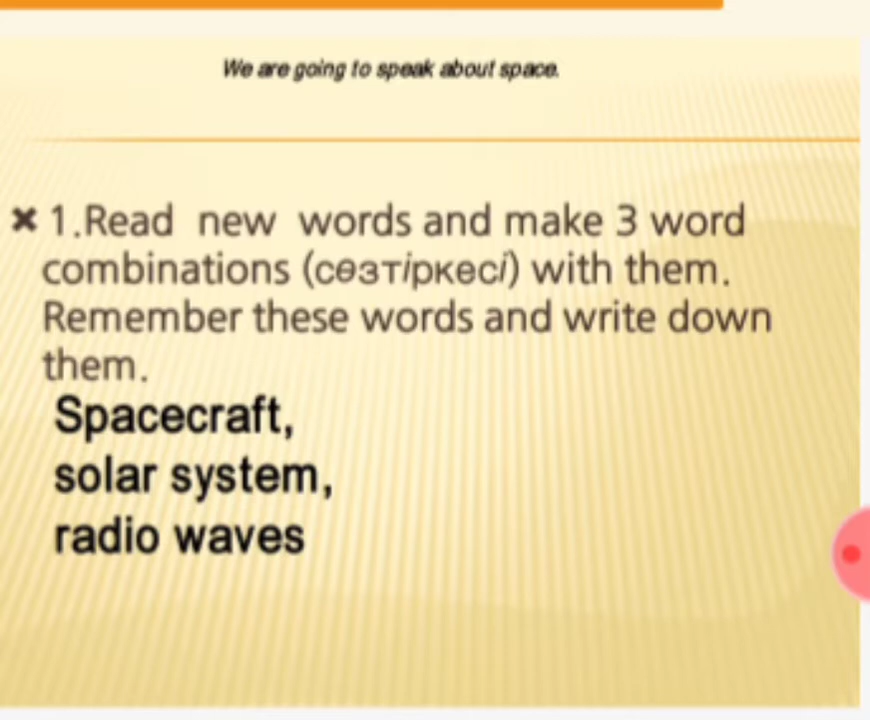 We are going to speak about space.
1.Read new words and make 3 word
combinations (сөзтіркесі) with them.
Remember these words and write down
them.
Spacecraft,
solar system,
radio waves